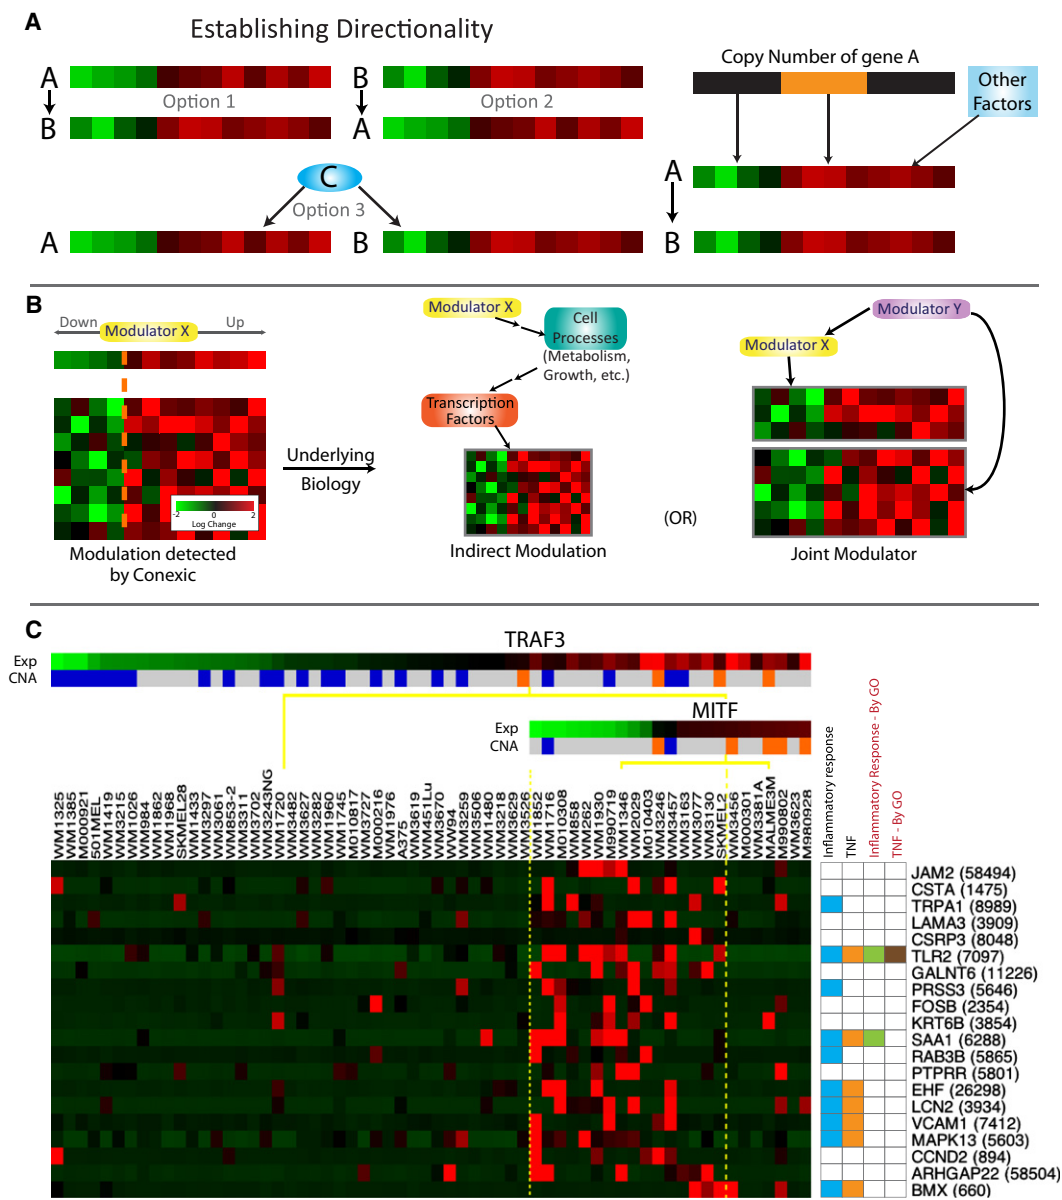 A
Establishing Directionality
A
Option 1
B
B
Option 2
A
C
Option 3
A
B
Copy Number of gene A
Other
Factors
A
B
B
Down
Modulator X
Up
-2
0
2
Log Change
Modulation detected
by Conexic
Underlying
Biology
Modulator X
Cell
Processes
(Metabolism,
Growth, etc.)
Transcription
Factors
Indirect Modulation
(OR)
Modulator Y
Modulator X
Joint Modulator
C
TRAF3
Exp
CNA
MITF
Exp
CNA
WM1325
WM1385
M000921
501MEL
WM1419
WM3215
WM1026
WM984
WM1862
WM983B
SKMEL28
WM1433
WM3297
WM3061
WM853-2
WM3311
WM3702
3243NG
WM1720
WM3482
WM3627
WM3282
WM1960
WM1745
M010817
WM3727
M000216
WM1976
A375
WM3619
WM451Lu
WM3670
WW94
WM3259
WM3506
WM1480
WM3218
WM3629
WM3526
WM1852
WM1716
M010308
WM858
WM262
WM1930
M990719
WM1346
WM2029
M010403
WM3246
WM3457
WM3163
WM3077
WM3130
SKMEL2
WM3456
M000301
WM3381A
MALME3M
M990802
WM3623
M980928
Inflammatory response
TNF
Inflammatory Response - By GO
TNF - By GO
JAM2 (58494)
CSTA (1475)
TRPA1 (8989)
LAMA3 (3909)
CSRP3 (8048)
TLR2 (7097)
GALNT6 (11226)
PRSS3 (5646)
FOSB (2354)
KRT6B (3854)
SAA1 (6288)
RAB3B (5865)
PTPRR (5801)
EHF (26298)
LCN2 (3934)
VCAM1 (7412)
MAPK13 (5603)
CCND2 (894)
ARHGAP22 (58504)
BMX (660)